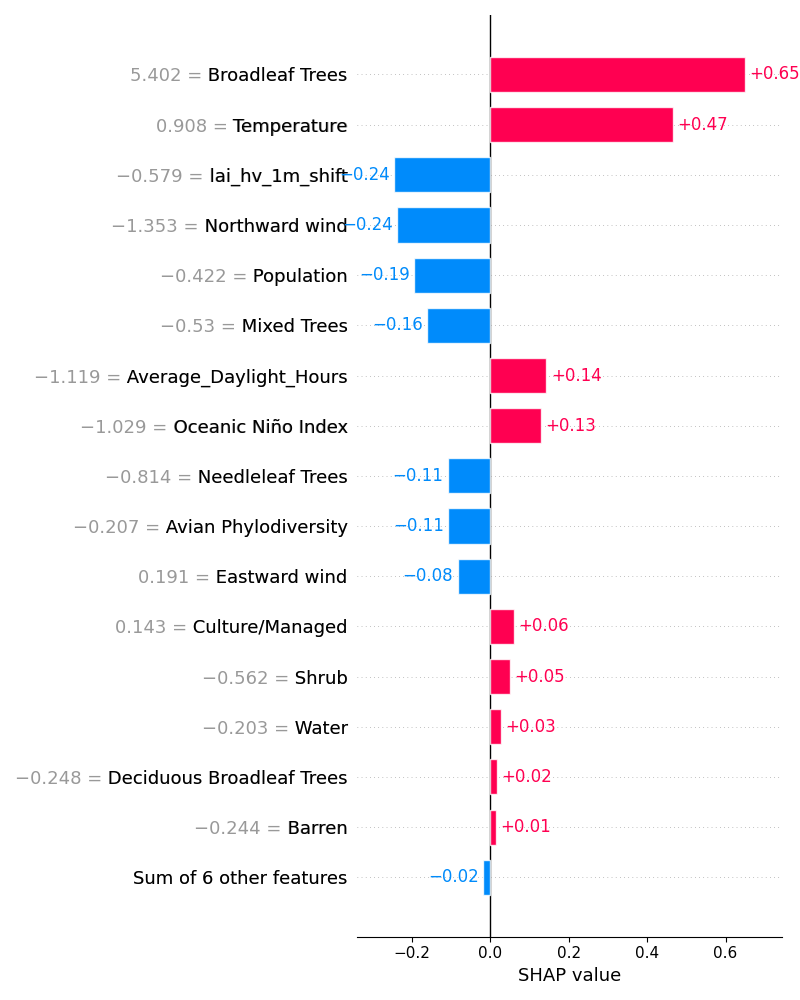 5.402 = Broadleaf Trees +0.65
0.908 = Temperature +0.47
−0.579 = lai_hv_1m_shift −0.24
−1.353 = Northward wind −0.24
−0.422 = Population −0.19
−0.53 = Mixed Trees −0.16
−1.119 = Average_Daylight_Hours +0.14
−1.029 = Oceanic Niño Index +0.13
−0.814 = Needleleaf Trees −0.11
−0.207 = Avian Phylodiversity −0.11
0.191 = Eastward wind −0.08
0.143 = Culture/Managed +0.06
−0.562 = Shrub +0.05
−0.203 = Water +0.03
−0.248 = Deciduous Broadleaf Trees +0.02
−0.244 = Barren +0.01
Sum of 6 other features −0.02
−0.2 0.0 0.2 0.4 0.6
SHAP value